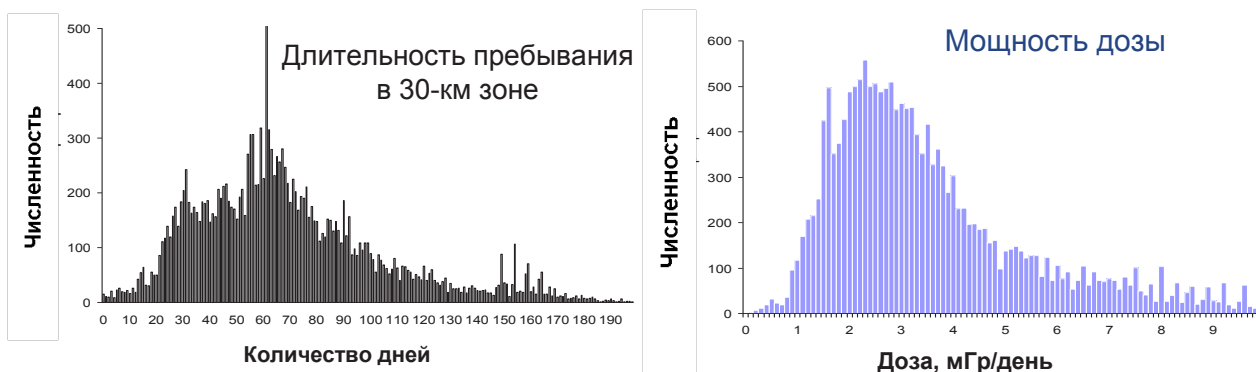 Длительность пребывания
в 30-км зоне
Численность
500
400
300
200
100
0
0 10 20 30 40 50 60 70 80 90 100 110 120 130 140 150 160 170 180 190
Количество дней
Мощность дозы
Численность
600
500
400
300
200
100
0
0 1 2 3 4 5 6 7 8 9
Доза, мГр/день